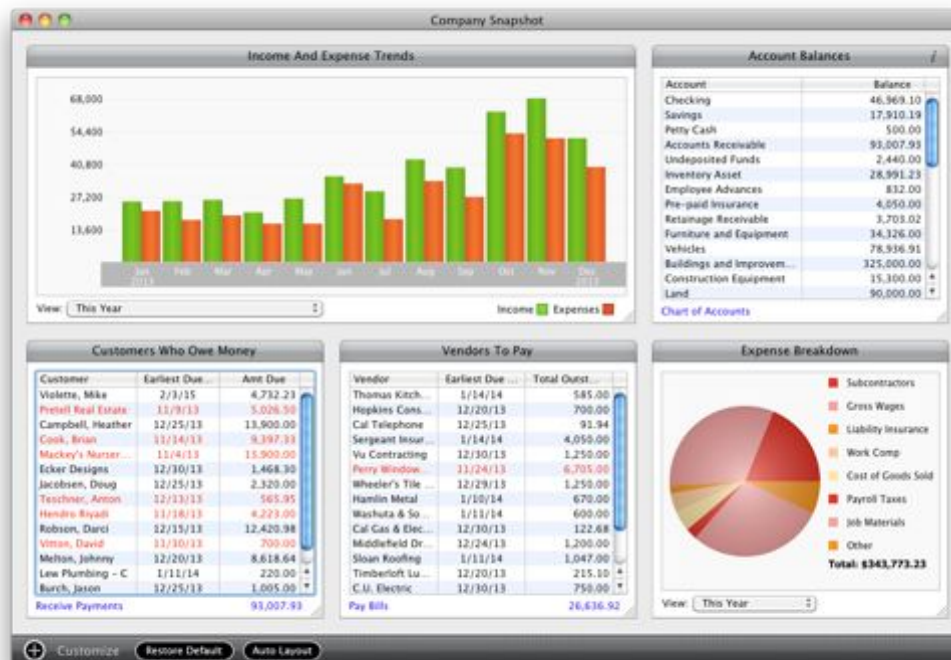 Company Snapshot
Income And Expense Trends
68,000
54,400
40,800
27,200
13,600
Jan Feb Mar Apr May Jun Jul Aug Sep Oct Nov Dec
2013 2013
View: This Year
Income Expenses
Account Balances i
Account Balance
Checking 46,969.10
Savings 17,910.19
Petty Cash 500.00
Accounts Receivable 93,007.93
Undeposited Funds 2,440.00
Inventory Asset 28,991.23
Employee Advances 832.00
Pre-paid Insurance 4,050.00
Retainage Receivable 3,703.02
Furniture and Equipment 34,326.00
Vehicles 78,936.91
Buildings and Improvem... 325,000.00
Construction Equipment 15,300.00
Land 90,000.00
Chart of Accounts
Customers Who Owe Money
Customer Earliest Due... Amt Due
Violette, Mike 2/3/15 4,732.23
Pretell Real Estate 11/9/13 5,026.50
Campbell, Heather 12/25/13 13,900.00
Cook, Brian 11/14/13 9,397.33
Mackey's Nurser... 11/4/13 13,900.00
Ecker Designs 12/30/13 1,468.30
Jacobsen, Doug 12/25/13 2,320.00
Teschner, Anton 12/13/13 565.95
Hendro Riyadi 11/18/13 4,223.00
Robson, Darci 12/15/13 12,420.98
Vitton, David 11/30/13 700.00
Melton, Johnny 12/20/13 8,618.64
Lew Plumbing - C 1/11/14 220.00
Burch, Jason 12/25/13 1,005.00
Receive Payments 93,007.93
Vendors To Pay
Vendor Earliest Due ... Total Outst...
Thomas Kitch... 1/14/14 585.00
Hopkins Cons... 12/20/13 700.00
Cal Telephone 12/25/13 91.94
Sergeant Insur... 1/14/14 4,050.00
Vu Contracting 12/30/13 1,250.00
Perry Window... 11/24/13 6,705.00
Wheeler's Tile ... 12/29/13 1,250.00
Hamlin Metal 1/10/14 670.00
Washuta & So... 1/11/14 600.00
Cal Gas & Elec... 12/30/13 122.68
Middlefield Dr... 12/24/13 1,200.00
Sloan Roofing 1/11/14 1,047.00
Timberloft Lu... 12/20/13 215.10
C.U. Electric 12/30/13 750.00
Pay Bills 26,636.92
Expense Breakdown
Subcontractors
Gross Wages
Liability Insurance
Work Comp
Cost of Goods Sold
Payroll Taxes
Job Materials
Other
Total: $343,773.23
View: This Year
Customize Restore Default Auto Layout